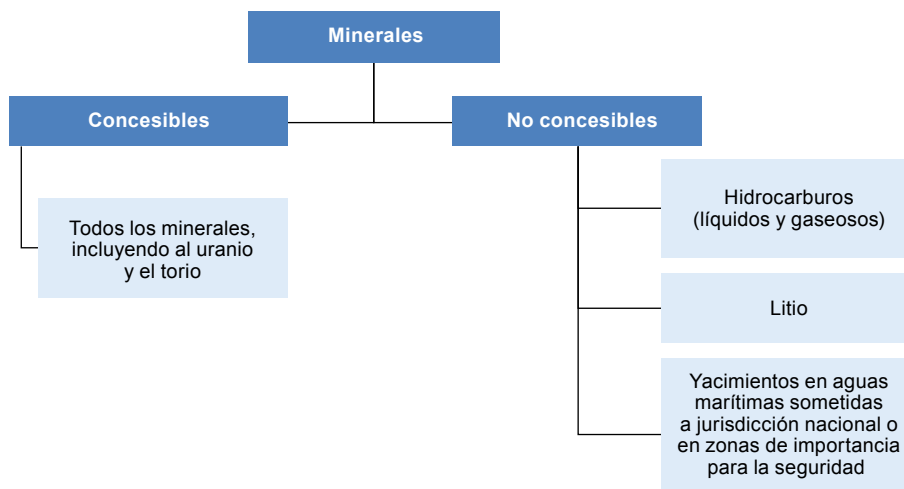 Minerales
Concesibles
No concesibles
Todos los minerales,
incluyendo al uranio
y el torio
Hidrocarburos
(líquidos y gaseosos)
Litio
Yacimientos en aguas
marítimas sometidas
a jurisdicción nacional o
en zonas de importancia
para la seguridad